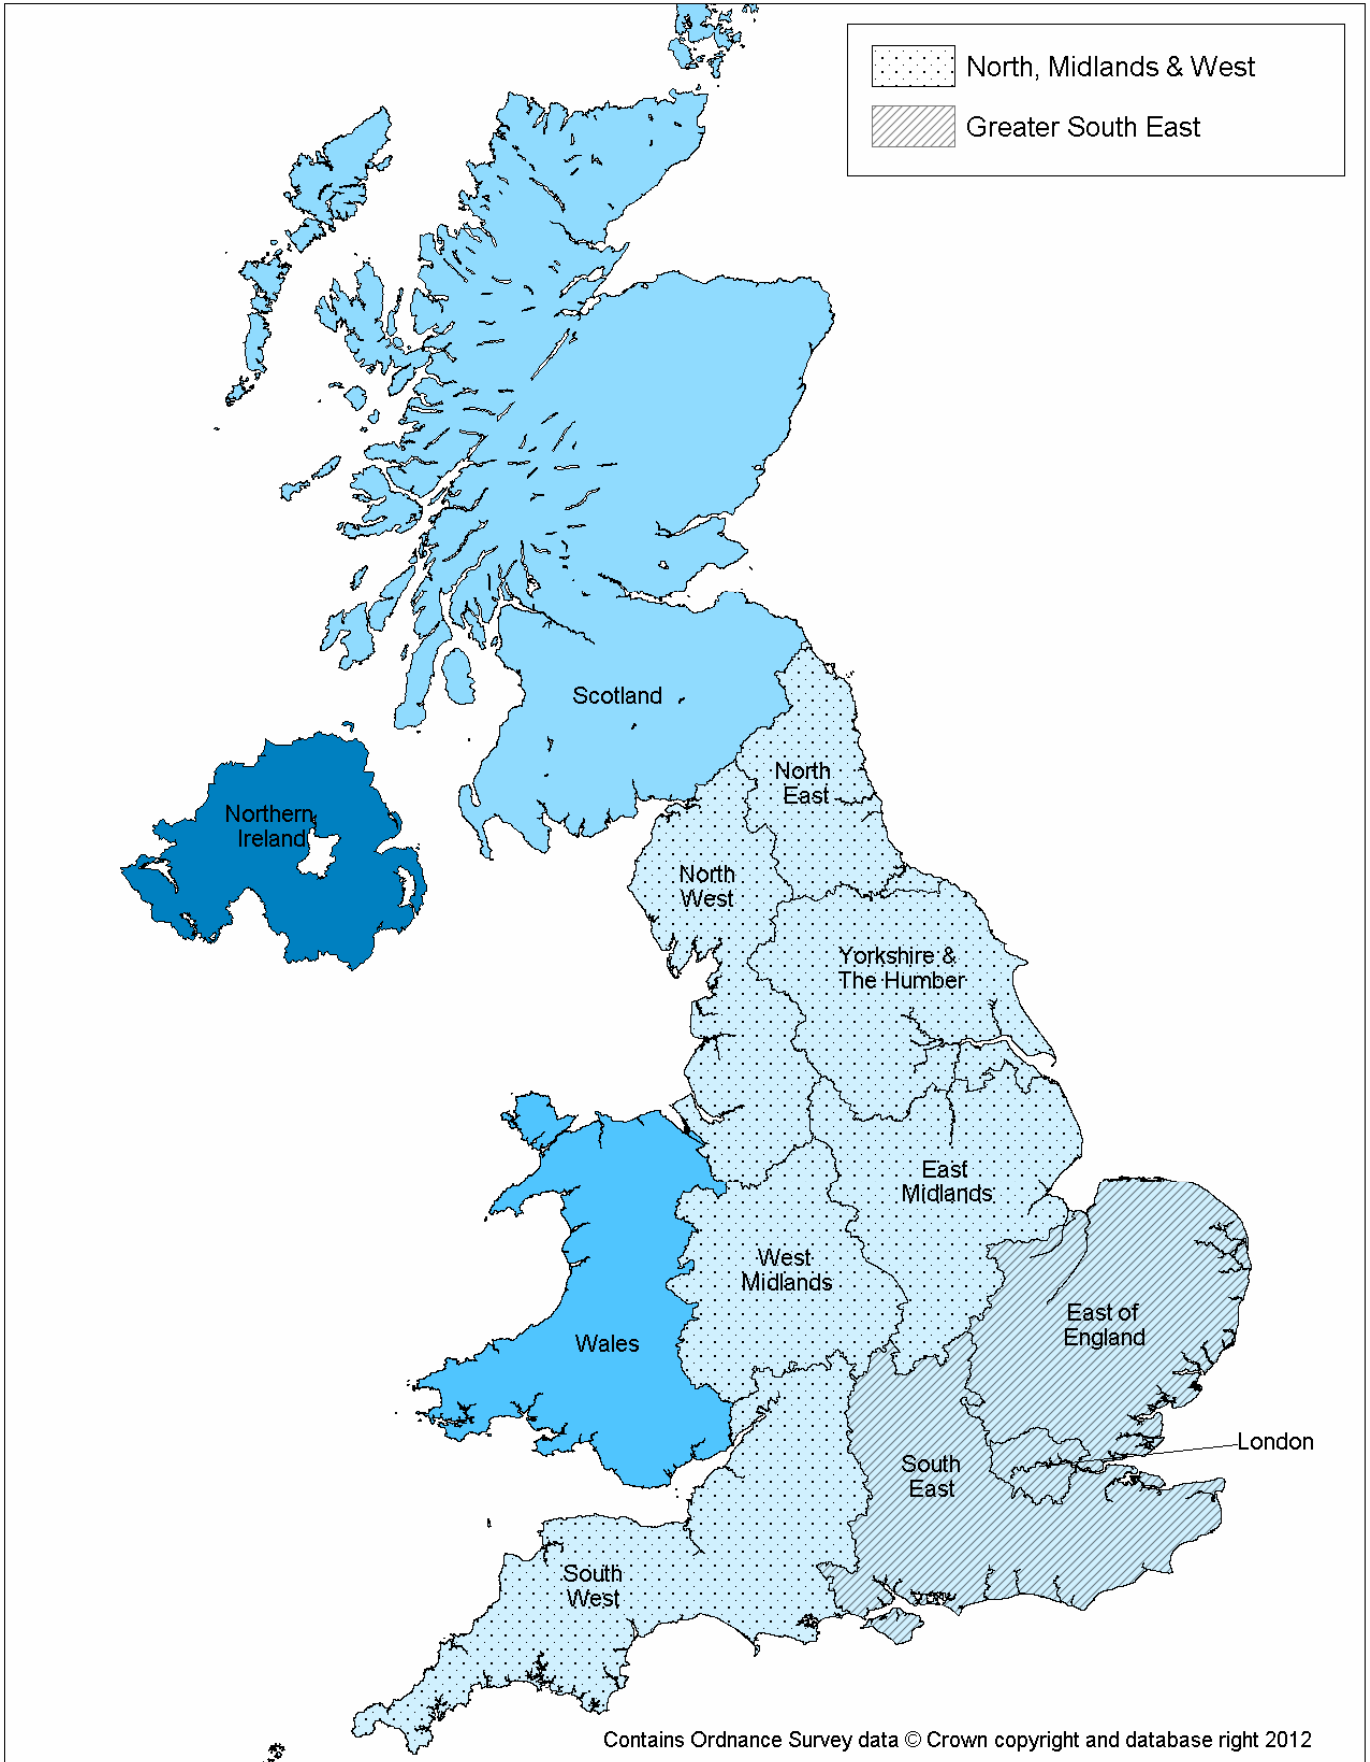 North, Midlands & West
Greater South East
Scotland
North
East
Northern
Ireland
North
West
Yorkshire &
The Humber
East
Midlands
West
Midlands
East of
England
Wales
London
South
East
South
West
Contains Ordnance Survey data © Crown copyright and database right 2012